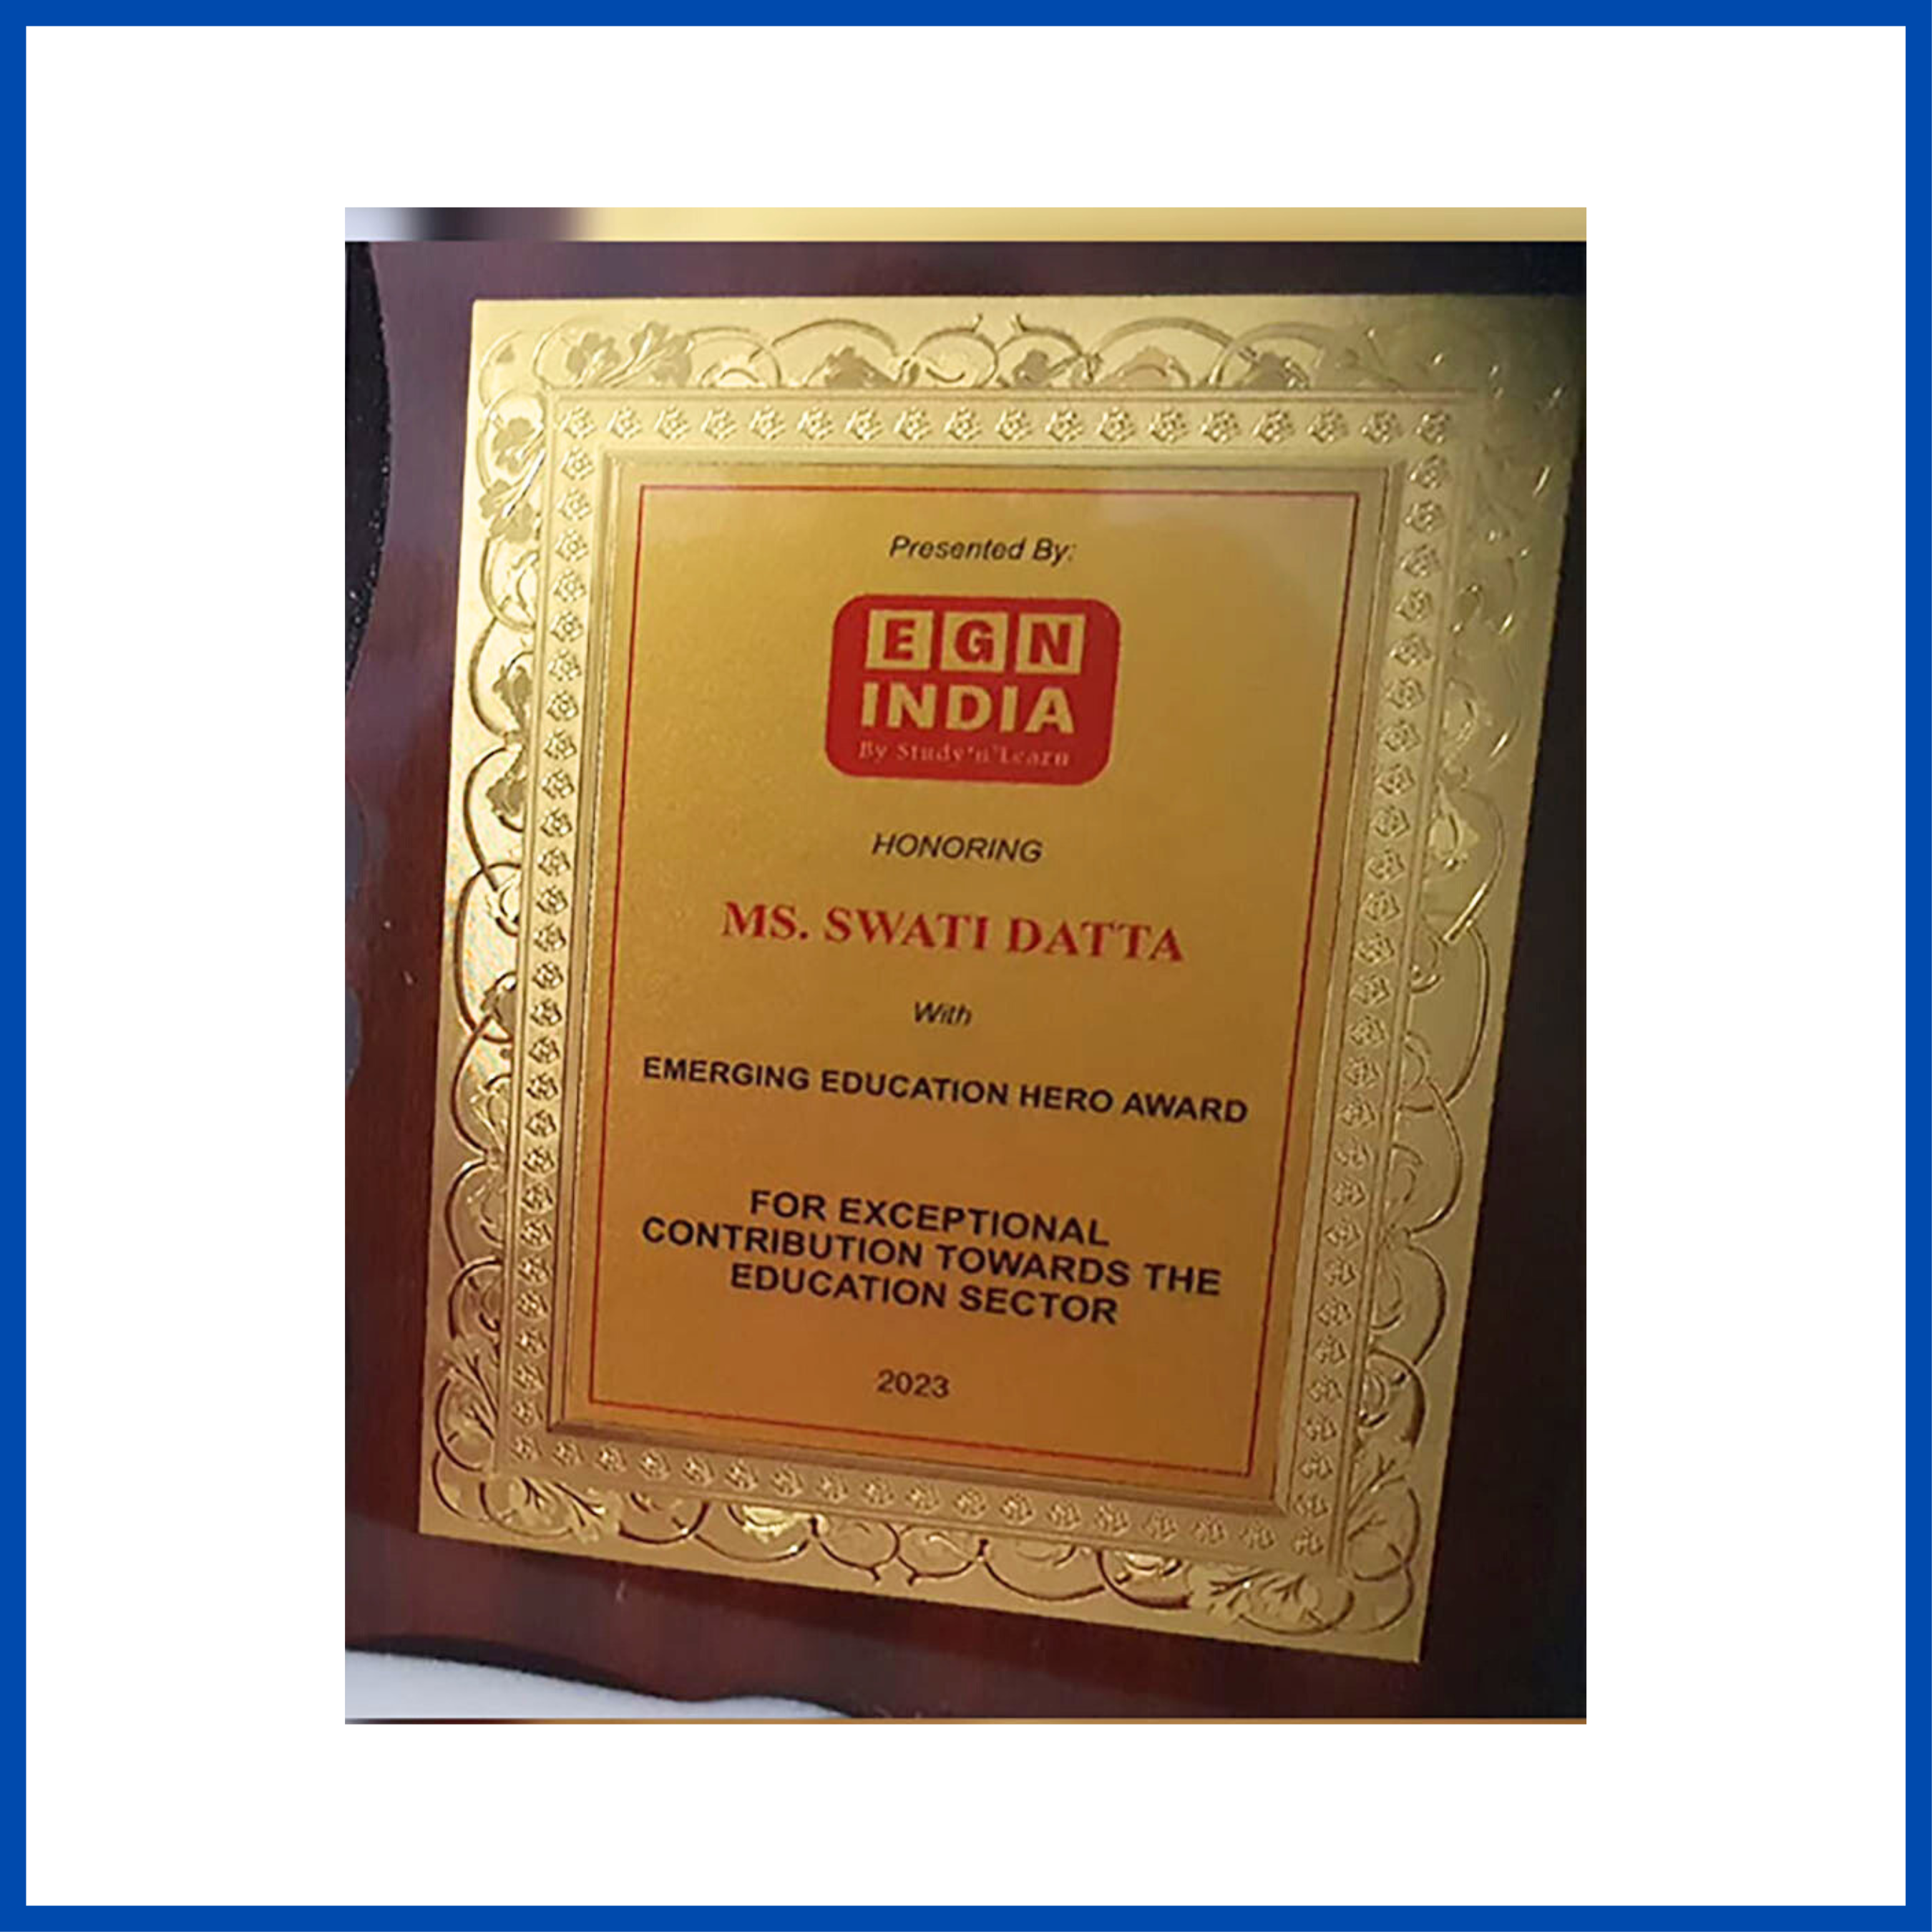 Presented By:
EGN
INDIA
By Study'n'Learn
HONORING
MS. SWATI DATTA
With
EMERGING EDUCATION HERO AWARD
FOR EXCEPTIONAL
CONTRIBUTION TOWARDS THE
EDUCATION SECTOR
2023